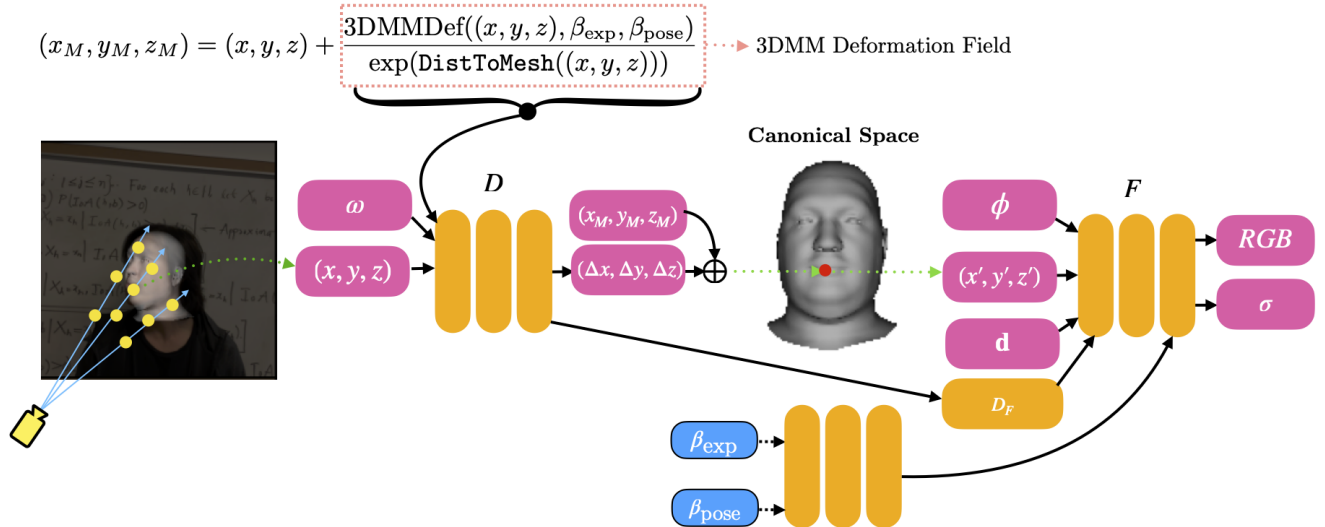 (x_M, y_M, z_M) = (x, y, z) + 3DMMDef((x, y, z), β_exp, β_pose) / exp(DistToMesh((x, y, z)))
3DMM Deformation Field
Canonical Space
D
F
ω
(x, y, z)
(x_M, y_M, z_M)
(Δx, Δy, Δz)
ϕ
(x′, y′, z′)
d
D_F
RGB
σ
β_exp
β_pose